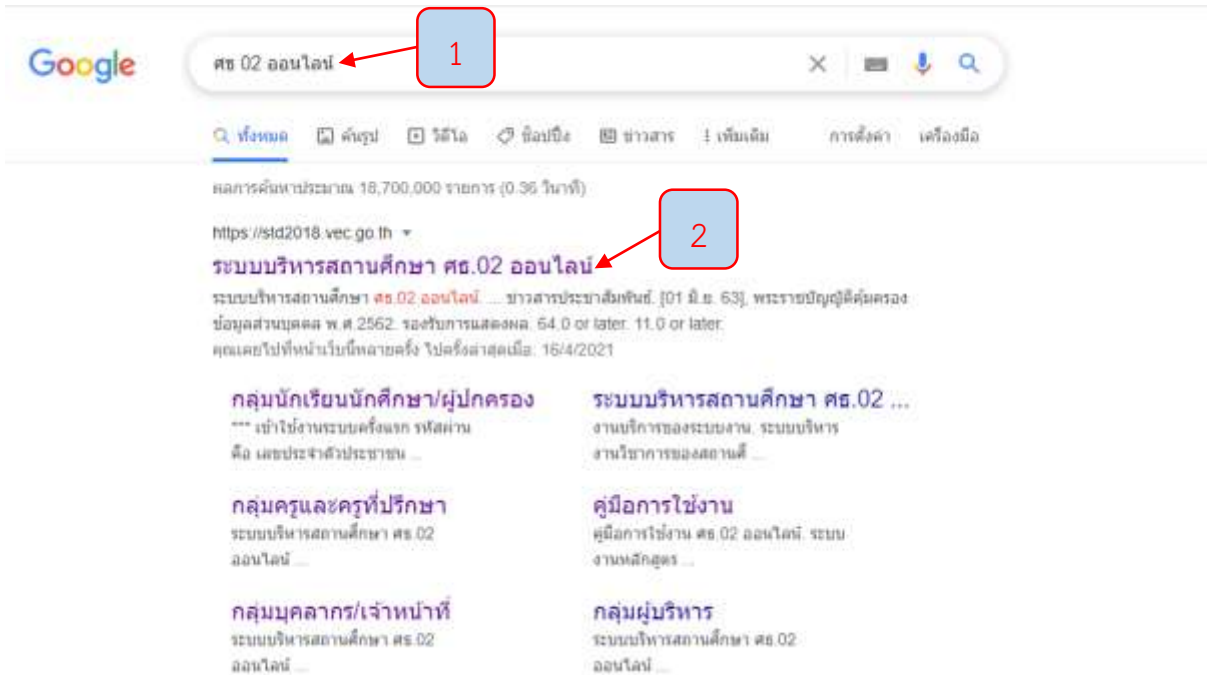 Google
ศธ 02 ออนไลน์
1
ทั้งหมด ค้นรูป วิดีโอ ช็อปปิ้ง ข่าวสาร เพิ่มเติม การตั้งค่า เครื่องมือ
ผลการค้นหาประมาณ 18,700,000 รายการ (0.36 วินาที)
https://std2018.vec.go.th
2
ระบบบริหารสถานศึกษา ศธ.02 ออนไลน์
ระบบบริหารสถานศึกษา ศธ.02 ออนไลน์ ... ข่าวสารประชาสัมพันธ์. [01 มิ.ย. 63], พระราชบัญญัติคุ้มครอง
ข้อมูลส่วนบุคคล พ.ศ.2562. รองรับการแสดงผล. 64.0 or later. 11.0 or later.
คุณเคยไปที่หน้าเว็บนี้หลายครั้ง ไปครั้งล่าสุดเมื่อ: 16/4/2021
กลุ่มนักเรียนนักศึกษา/ผู้ปกครอง
*** เข้าใช้งานระบบครั้งแรก รหัสผ่าน
คือ เลขประจำตัวประชาชน ...
ระบบบริหารสถานศึกษา ศธ.02 ...
งานบริการของระบบงาน. ระบบบริหาร
งานวิชาการของสถานศึ ...
กลุ่มครูและครูที่ปรึกษา
ระบบบริหารสถานศึกษา ศธ.02
ออนไลน์ ...
คู่มือการใช้งาน
คู่มือการใช้งาน ศธ.02 ออนไลน์. ระบบ
งานหลักสูตร ...
กลุ่มบุคลากร/เจ้าหน้าที่
ระบบบริหารสถานศึกษา ศธ.02
ออนไลน์ ...
กลุ่มผู้บริหาร
ระบบบริหารสถานศึกษา ศธ.02
ออนไลน์ ...